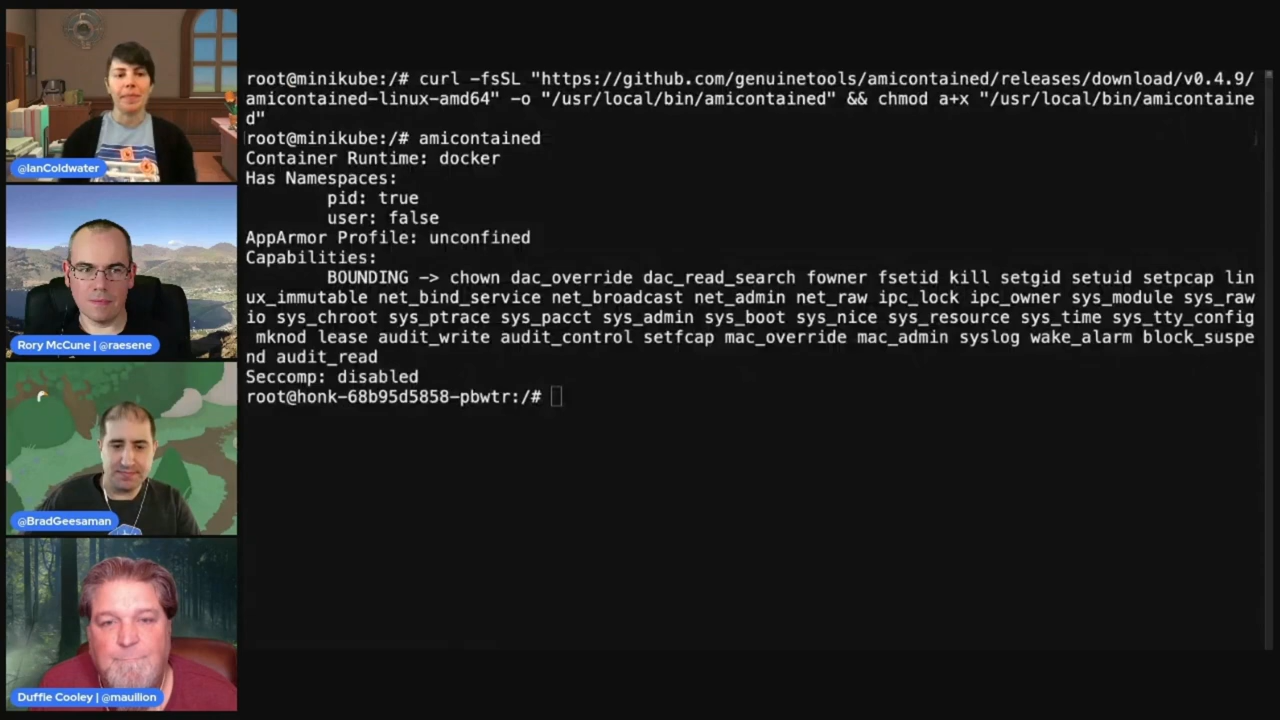 @IanColdwater
Rory McCune | @raesene
@BradGeesaman
Duffie Cooley | @mauilion
root@minikube:/# curl -fsSL "https://github.com/genuinetools/amicontained/releases/download/v0.4.9/
amicontained-linux-amd64" -o "/usr/local/bin/amicontained" && chmod a+x "/usr/local/bin/amicontaine
d"
root@minikube:/# amicontained
Container Runtime: docker
Has Namespaces:
pid: true
user: false
AppArmor Profile: unconfined
Capabilities:
BOUNDING -> chown dac_override dac_read_search fowner fsetid kill setgid setuid setpcap lin
ux_immutable net_bind_service net_broadcast net_admin net_raw ipc_lock ipc_owner sys_module sys_raw
io sys_chroot sys_ptrace sys_pacct sys_admin sys_boot sys_nice sys_resource sys_time sys_tty_config
mknod lease audit_write audit_control setfcap mac_override mac_admin syslog wake_alarm block_suspe
nd audit_read
Seccomp: disabled
root@honk-68b95d5858-pbwtr:/#